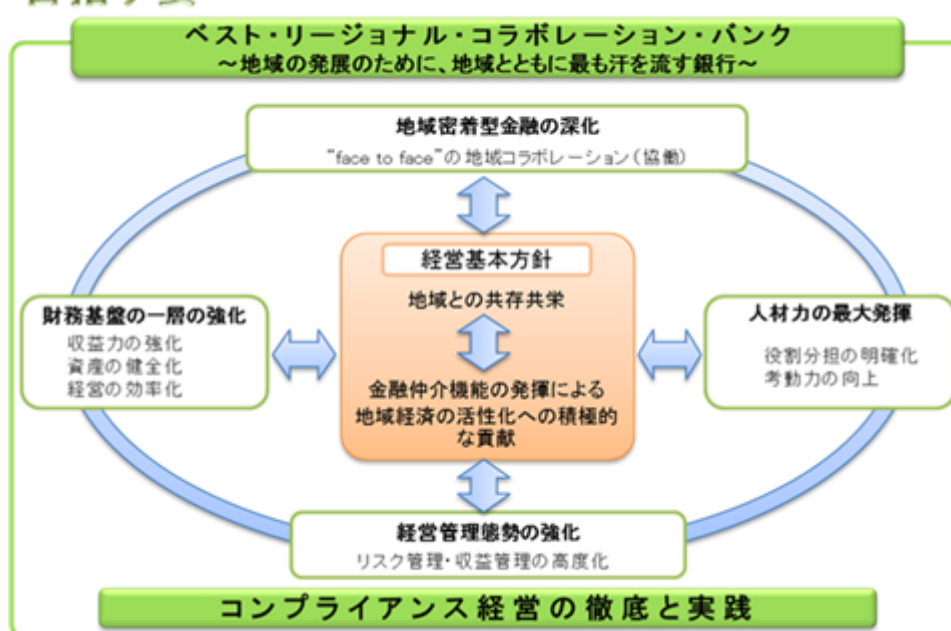 ベスト・リージョナル・コラボレーション・バンク
～地域の発展のために、地域とともに最も汗を流す銀行～
地域密着型金融の深化
“face to face”の地域コラボレーション（協働）
経営基本方針
地域との共存共栄
金融仲介機能の発揮による
地域経済の活性化への積極的
な貢献
財務基盤の一層の強化
収益力の強化
資産の健全化
経営の効率化
人材力の最大発揮
役割分担の明確化
考動力の向上
経営管理態勢の強化
リスク管理・収益管理の高度化
コンプライアンス経営の徹底と実践